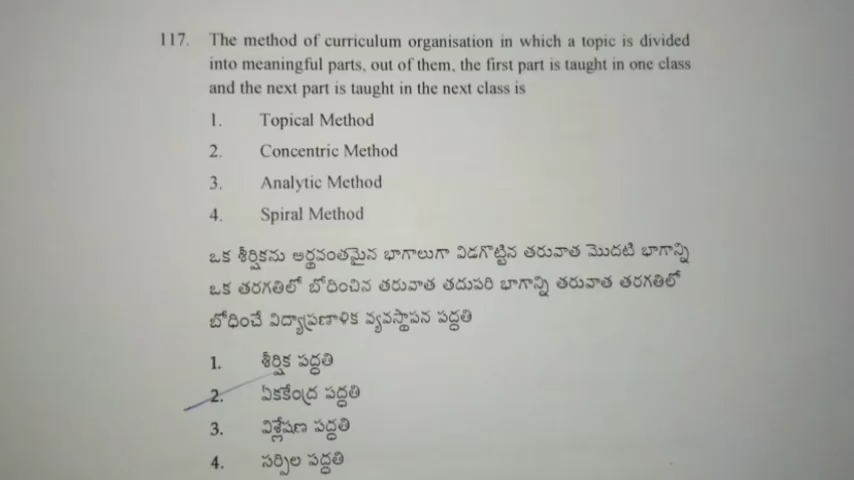 117. The method of curriculum organisation in which a topic is divided
into meaningful parts, out of them, the first part is taught in one class
and the next part is taught in the next class is
1. Topical Method
2. Concentric Method
3. Analytic Method
4. Spiral Method
ఒక శీర్షికను అర్థవంతమైన భాగాలుగా విడగొట్టిన తరువాత మొదటి భాగాన్ని
ఒక తరగతిలో బోధించిన తరువాత తదుపరి భాగాన్ని తరువాత తరగతిలో
బోధించే విద్యాప్రణాళిక వ్యవస్థాపన పద్ధతి
1. శీర్షిక పద్ధతి
2. ఏకకేంద్ర పద్ధతి
3. విశ్లేషణ పద్ధతి
4. సర్పిల పద్ధతి